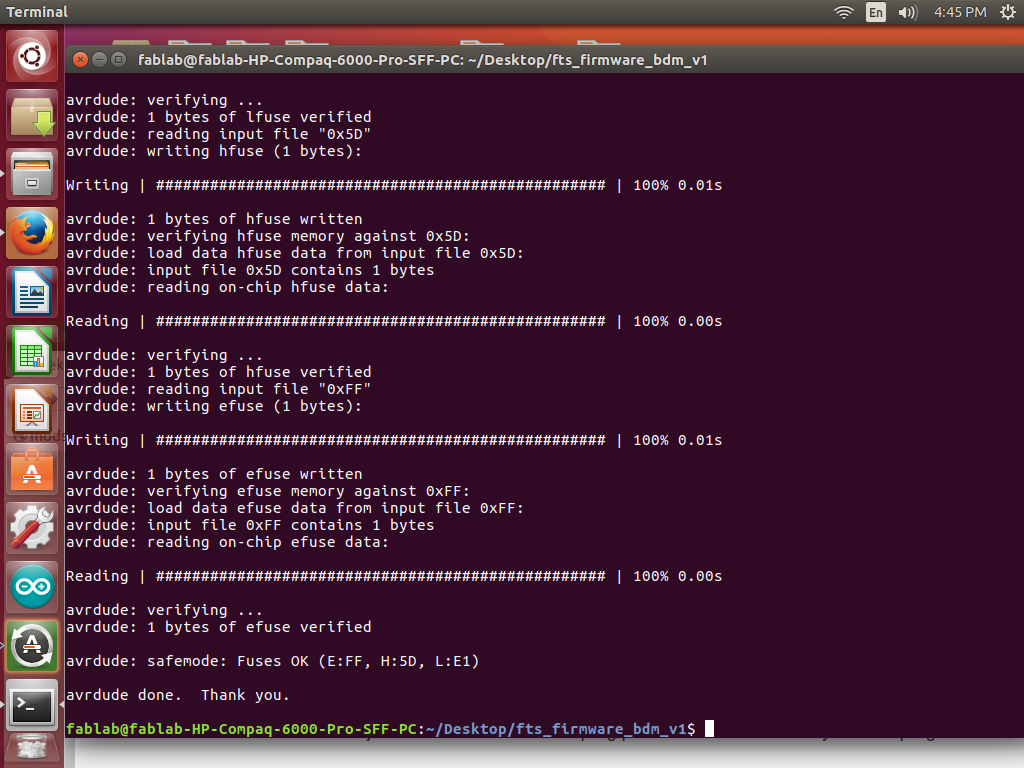 Terminal
En
4:45 PM
fablab@fablab-HP-Compaq-6000-Pro-SFF-PC: ~/Desktop/fts_firmware_bdm_v1
avrdude: verifying ...
avrdude: 1 bytes of lfuse verified
avrdude: reading input file "0x5D"
avrdude: writing hfuse (1 bytes):
Writing | ################################################## | 100% 0.01s
avrdude: 1 bytes of hfuse written
avrdude: verifying hfuse memory against 0x5D:
avrdude: load data hfuse data from input file 0x5D:
avrdude: input file 0x5D contains 1 bytes
avrdude: reading on-chip hfuse data:
Reading | ################################################## | 100% 0.00s
avrdude: verifying ...
avrdude: 1 bytes of hfuse verified
avrdude: reading input file "0xFF"
avrdude: writing efuse (1 bytes):
Writing | ################################################## | 100% 0.01s
avrdude: 1 bytes of efuse written
avrdude: verifying efuse memory against 0xFF:
avrdude: load data efuse data from input file 0xFF:
avrdude: input file 0xFF contains 1 bytes
avrdude: reading on-chip efuse data:
Reading | ################################################## | 100% 0.00s
avrdude: verifying ...
avrdude: 1 bytes of efuse verified
avrdude: safemode: Fuses OK (E:FF, H:5D, L:E1)
avrdude done.  Thank you.
fablab@fablab-HP-Compaq-6000-Pro-SFF-PC:~/Desktop/fts_firmware_bdm_v1$